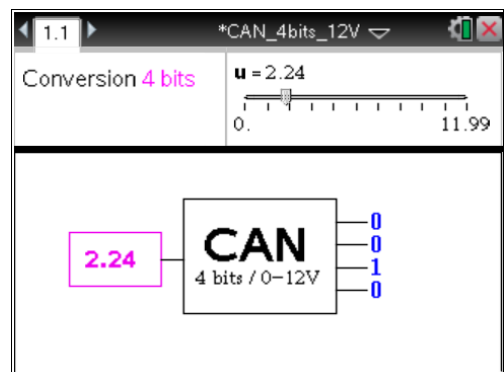 1.1 *CAN_4bits_12V
Conversion 4 bits
u = 2.24
0. 11.99
2.24
CAN
4 bits / 0-12V
0
0
1
0